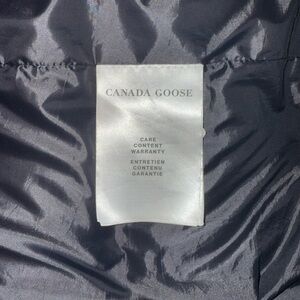 CANADA GOOSE
CARE
CONTENT
WARRANTY
ENTRETIEN
CONTENU
GARANTIE